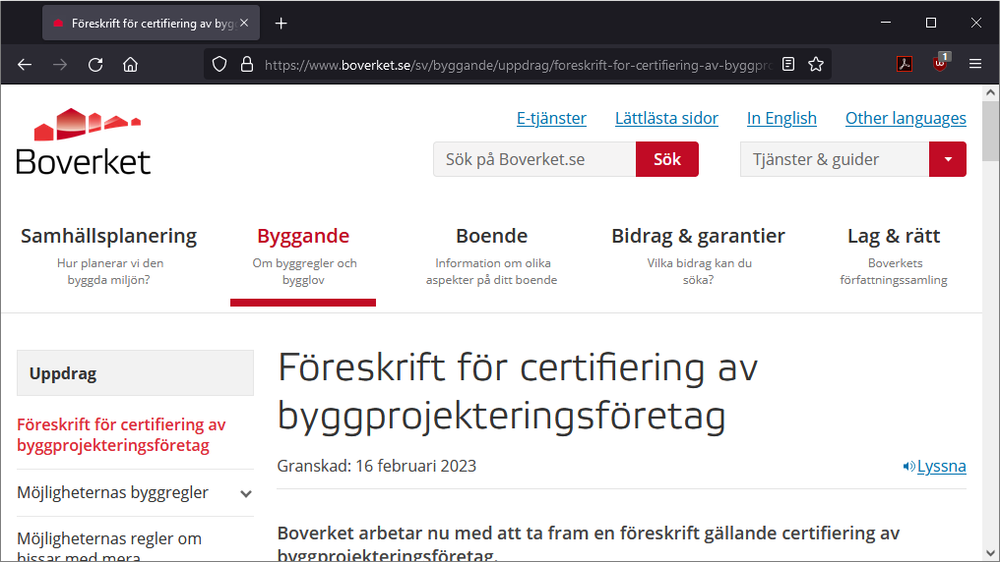 Föreskrift för certifiering av byg
https://www.boverket.se/sv/byggande/uppdrag/foreskrift-for-certifiering-av-byggpro
1
Boverket
E-tjänster
Lättlästa sidor
In English
Other languages
Sök på Boverket.se
Sök
Tjänster & guider
Samhällsplanering
Hur planerar vi den
byggda miljön?
Byggande
Om byggregler och
bygglov
Boende
Information om olika
aspekter på ditt boende
Bidrag & garantier
Vilka bidrag kan du
söka?
Lag & rätt
Boverkets
författningssamling
Uppdrag
Föreskrift för certifiering av
byggprojekteringsföretag
Möjligheternas byggregler
Möjligheternas regler om
hissar med mera
Föreskrift för certifiering av
byggprojekteringsföretag
Granskad: 16 februari 2023
Lyssna
Boverket arbetar nu med att ta fram en föreskrift gällande certifiering av
byggprojekteringsföretag.